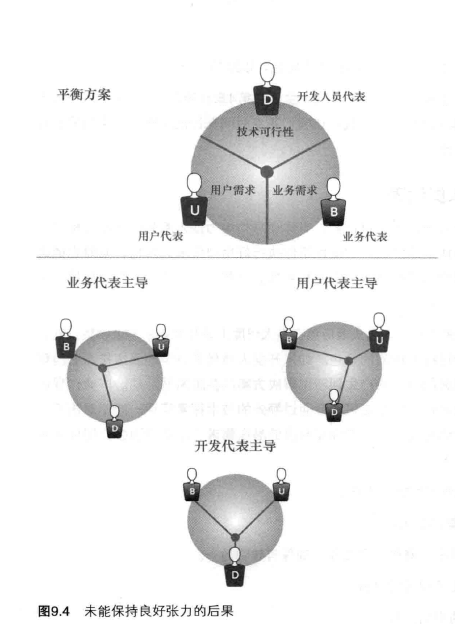 平衡方案
D
开发人员代表
技术可行性
用户需求
业务需求
U
B
用户代表
业务代表
业务代表主导
用户代表主导
B
U
D
B
U
D
开发代表主导
B
U
D
图9.4 未能保持良好张力的后果